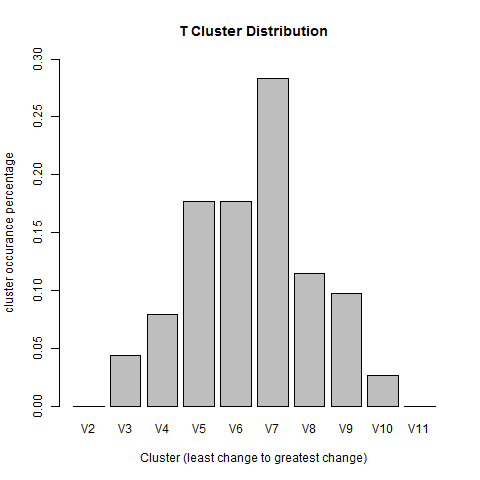 T Cluster Distribution
cluster occurance percentage
0.30
0.25
0.20
0.15
0.10
0.05
0.00
V2 V3 V4 V5 V6 V7 V8 V9 V10 V11
Cluster (least change to greatest change)